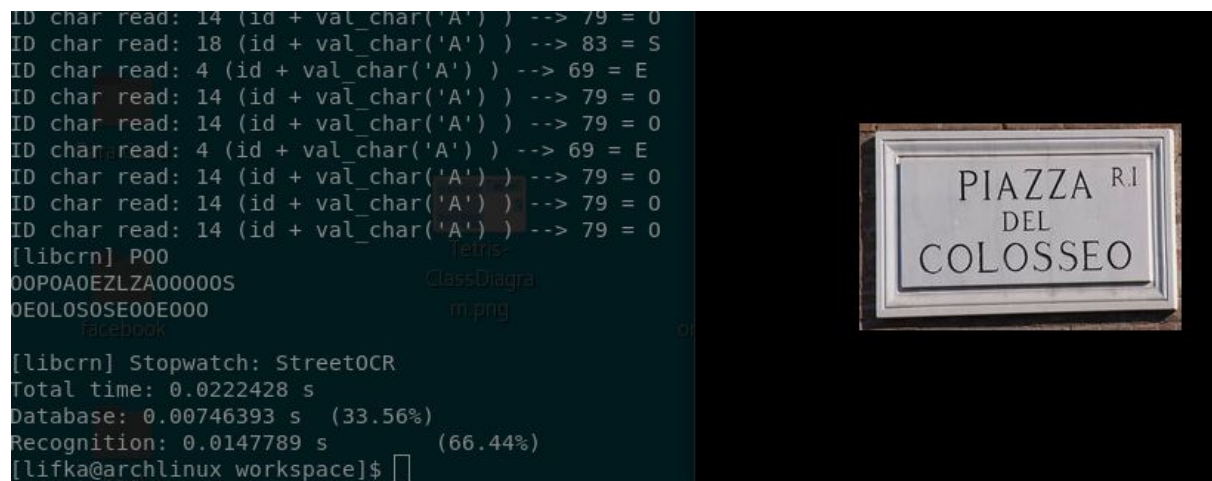 ID char read: 14 (id + val_char('A') ) --> 79 = O
ID char read: 18 (id + val_char('A') ) --> 83 = S
ID char read: 4 (id + val_char('A') ) --> 69 = E
ID char read: 14 (id + val_char('A') ) --> 79 = O
ID char read: 14 (id + val_char('A') ) --> 79 = O
ID char read: 4 (id + val_char('A') ) --> 69 = E
ID char read: 14 (id + val_char('A') ) --> 79 = O
ID char read: 14 (id + val_char('A') ) --> 79 = O
ID char read: 14 (id + val_char('A') ) --> 79 = O
[libcrn] POO
OOPOAOEZLZAOOOOOS
OEOLOSOSEOOEOOO
[libcrn] Stopwatch: StreetOCR
Total time: 0.0222428 s
Database: 0.00746393 s (33.56%)
Recognition: 0.0147789 s (66.44%)
[lifka@archlinux workspace]$
Tetris-
ClassDiagra
m.png
facebook
PIAZZA R.I
DEL
COLOSSEO